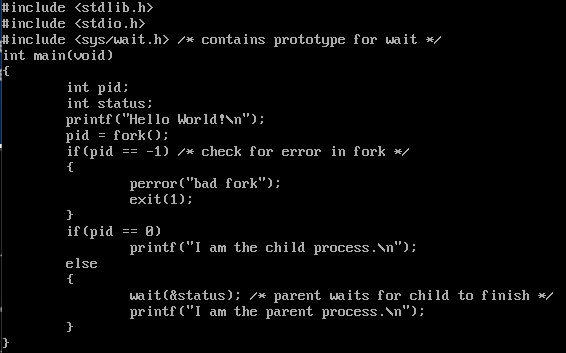 #include <stdlib.h>
#include <stdio.h>
#include <sys/wait.h> /* contains prototype for wait */
int main(void)
{
        int pid;
        int status;
        printf("Hello World!\n");
        pid = fork();
        if(pid == -1) /* check for error in fork */
        {
                perror("bad fork");
                exit(1);
        }
        if(pid == 0)
                printf("I am the child process.\n");
        else
        {
                wait(&status); /* parent waits for child to finish */
                printf("I am the parent process.\n");
        }
}